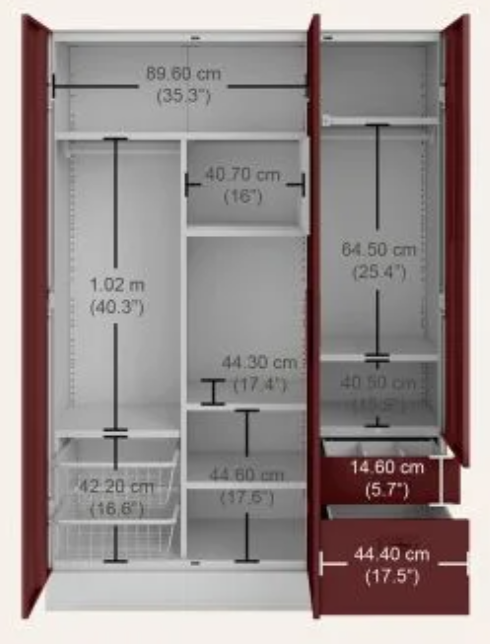 89.60 cm
(35.3")
40.70 cm
(16")
1.02 m
(40.3")
64.50 cm
(25.4")
44.30 cm
(17.4")
40.50 cm
42.20 cm
(16.6")
44.60 cm
(17.6")
14.60 cm
(5.7")
44.40 cm
(17.5")